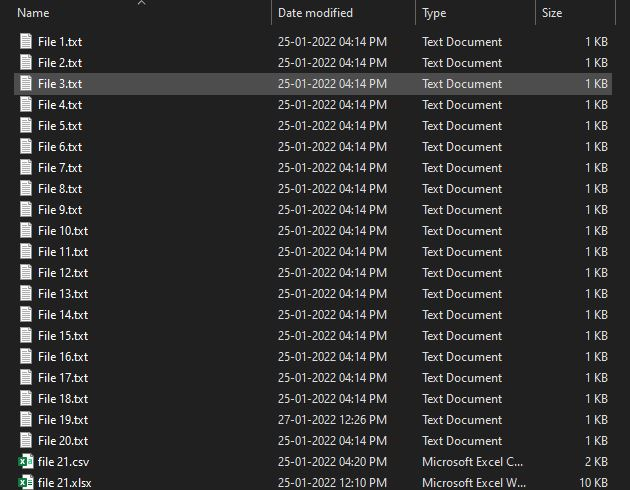 Name Date modified Type Size
File 1.txt 25-01-2022 04:14 PM Text Document 1 KB
File 2.txt 25-01-2022 04:14 PM Text Document 1 KB
File 3.txt 25-01-2022 04:14 PM Text Document 1 KB
File 4.txt 25-01-2022 04:14 PM Text Document 1 KB
File 5.txt 25-01-2022 04:14 PM Text Document 1 KB
File 6.txt 25-01-2022 04:14 PM Text Document 1 KB
File 7.txt 25-01-2022 04:14 PM Text Document 1 KB
File 8.txt 25-01-2022 04:14 PM Text Document 1 KB
File 9.txt 25-01-2022 04:14 PM Text Document 1 KB
File 10.txt 25-01-2022 04:14 PM Text Document 1 KB
File 11.txt 25-01-2022 04:14 PM Text Document 1 KB
File 12.txt 25-01-2022 04:14 PM Text Document 1 KB
File 13.txt 25-01-2022 04:14 PM Text Document 1 KB
File 14.txt 25-01-2022 04:14 PM Text Document 1 KB
File 15.txt 25-01-2022 04:14 PM Text Document 1 KB
File 16.txt 25-01-2022 04:14 PM Text Document 1 KB
File 17.txt 25-01-2022 04:14 PM Text Document 1 KB
File 18.txt 25-01-2022 04:14 PM Text Document 1 KB
File 19.txt 27-01-2022 12:26 PM Text Document 1 KB
File 20.txt 25-01-2022 04:14 PM Text Document 1 KB
file 21.csv 25-01-2022 04:20 PM Microsoft Excel C... 2 KB
file 21.xlsx 25-01-2022 12:10 PM Microsoft Excel W... 10 KB